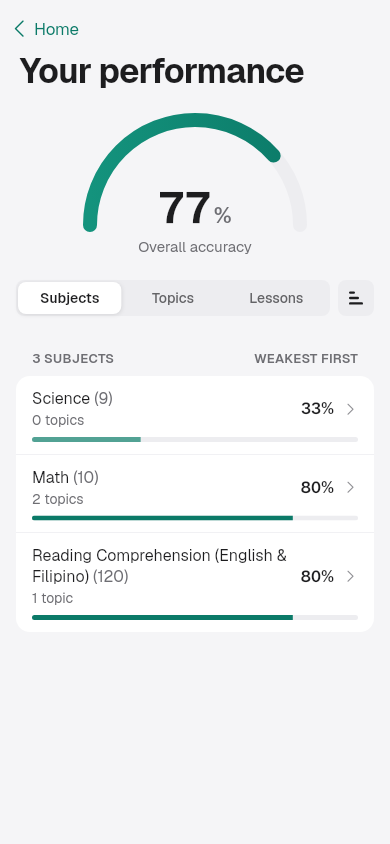 Home
Your performance
77%
Overall accuracy
Subjects
Topics
Lessons
3 SUBJECTS
WEAKEST FIRST
Science (9)
33%
0 topics
Math (10)
80%
2 topics
Reading Comprehension (English &
Filipino) (120)
80%
1 topic